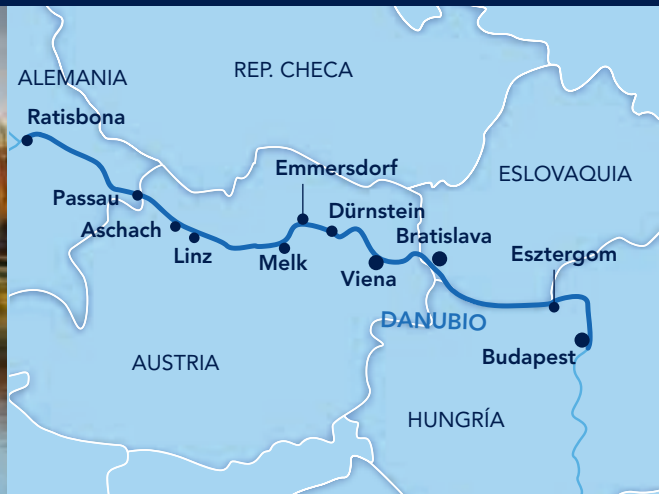 REP. CHECA
ALEMANIA
Ratisbona
Emmersdorf
ESLOVAQUIA
Passau
Dürnstein
Aschach
Bratislava
Linz
Melk
Esztergom
Viena
DANUBIO
Budapest
AUSTRIA
HUNGRÍA